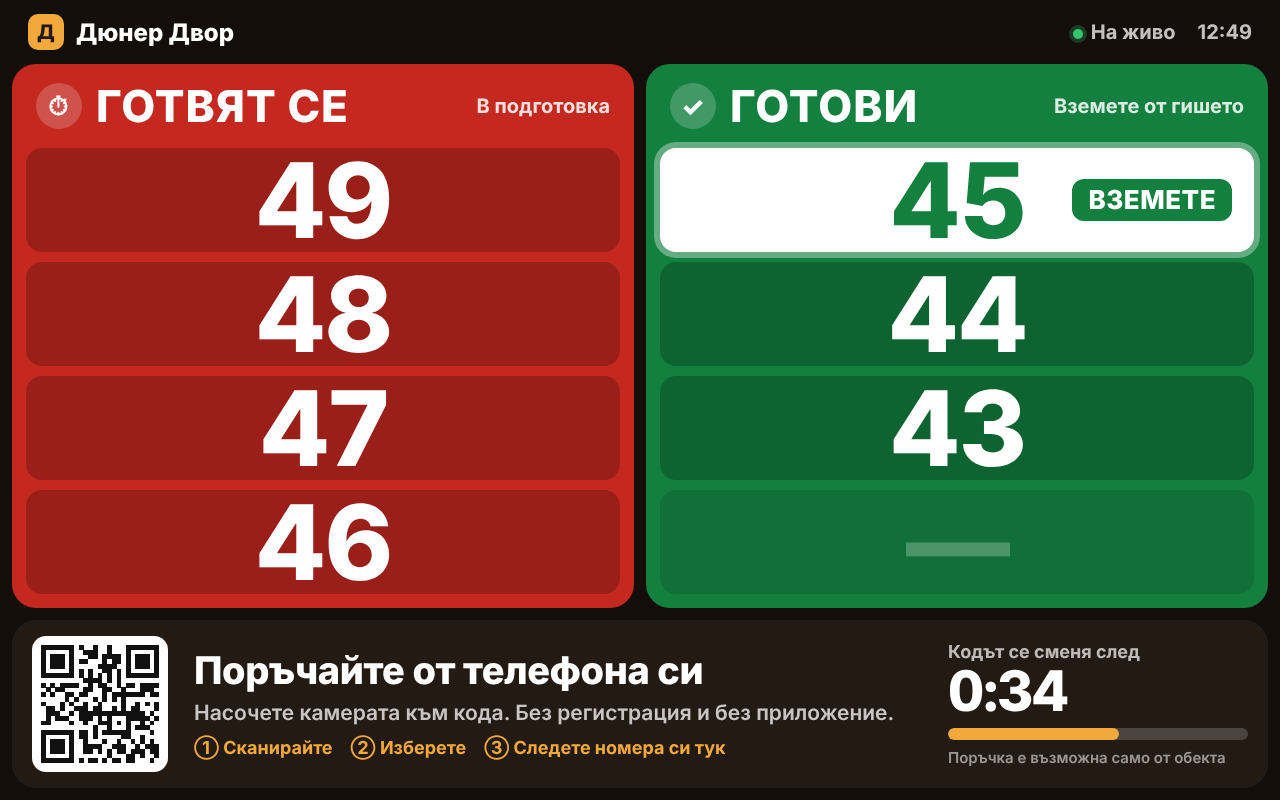 Д Дюнер Двор
На живо 12:49
ГОТВЯТ СЕ
В подготовка
49
48
47
46
ГОТОВИ
Вземете от гишето
45 ВЗЕМЕТЕ
44
43
—
Поръчайте от телефона си
Насочете камерата към кода. Без регистрация и без приложение.
1 Сканирайте 2 Изберете 3 Следете номера си тук
Кодът се сменя след
0:34
Поръчка е възможна само от обекта